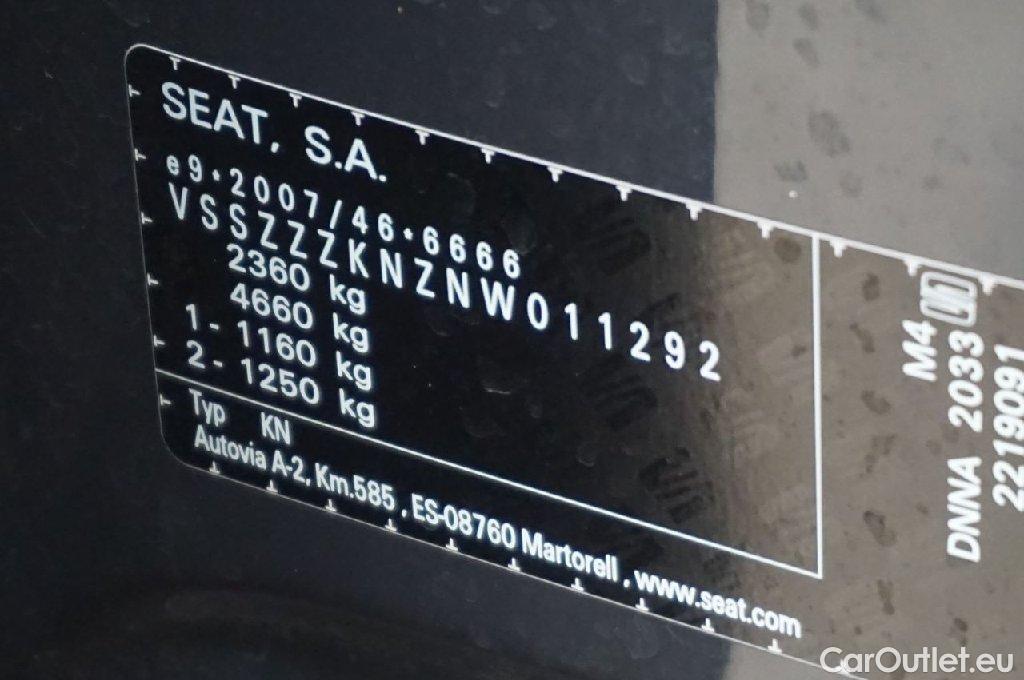 SEAT, S.A.
e9*2007/46*6666
VSSZZZKNZNW011292
2360 kg
4660 kg
1- 1160 kg
2- 1250 kg
Typ KN
Autovia A-2, Km.585 , ES-08760 Martorell , www.seat.com
M4
DNNA 2033
2219091
CarOutlet.eu